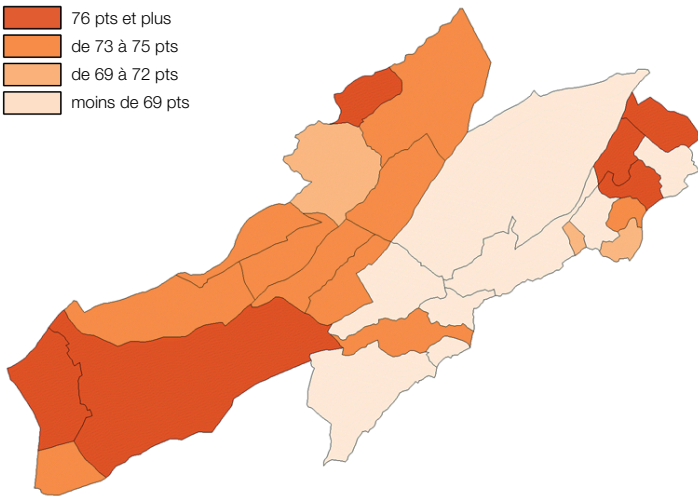 76 pts et plus
de 73 à 75 pts
de 69 à 72 pts
moins de 69 pts